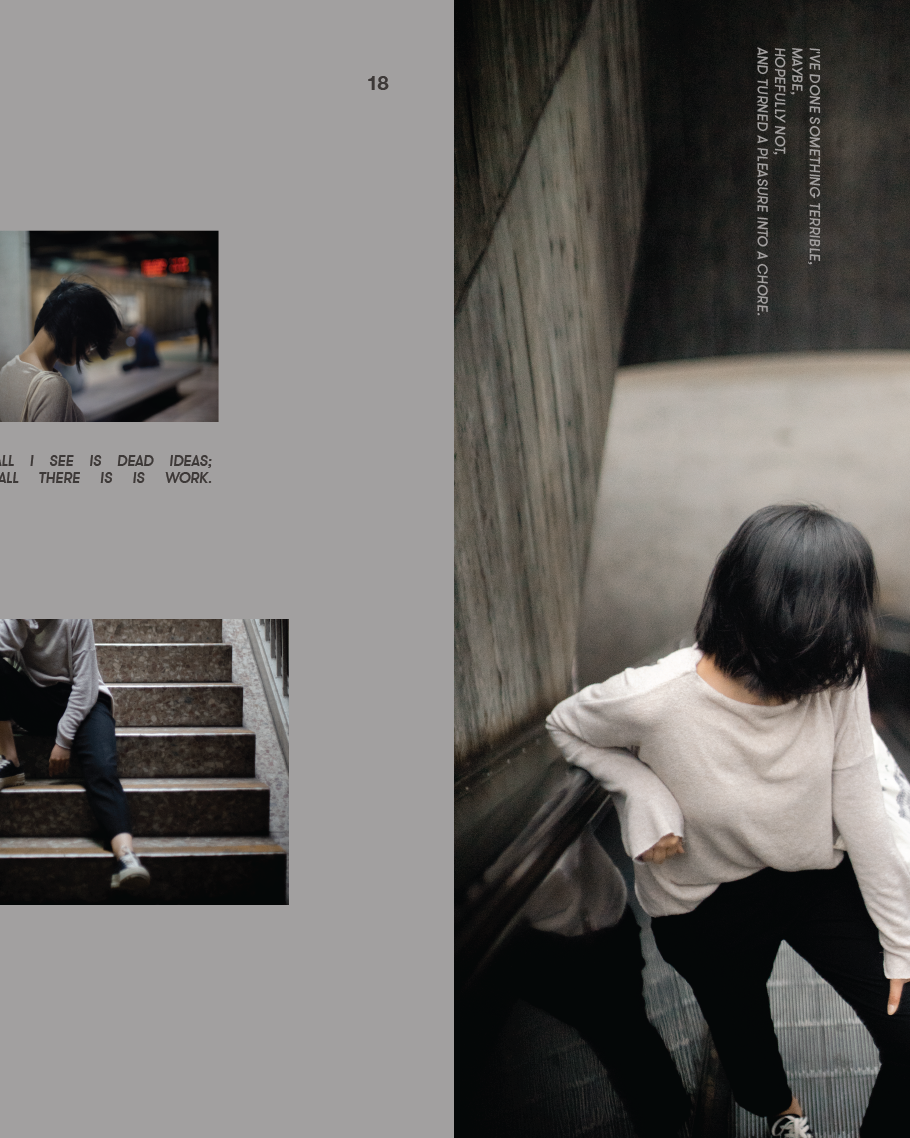 18
ALL I SEE IS DEAD IDEAS;
ALL THERE IS IS WORK.
I'VE DONE SOMETHING TERRIBLE,
MAYBE,
HOPEFULLY NOT,
AND TURNED A PLEASURE INTO A CHORE.